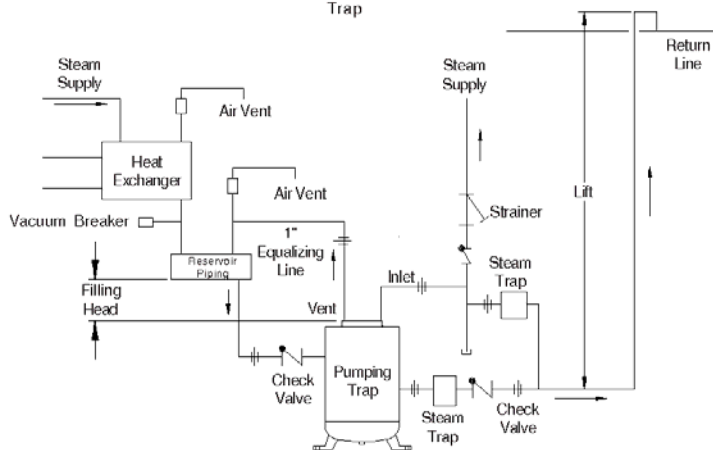 Trap
Return
Line
Steam
Supply
Air Vent
Steam
Supply
Heat
Exchanger
Air Vent
Lift
Strainer
Vacuum Breaker
1"
Equalizing
Line
Reservoir
Piping
Steam
Trap
Inlet
Filling
Head
Vent
Pumping
Trap
Check
Valve
Steam
Trap
Check
Valve